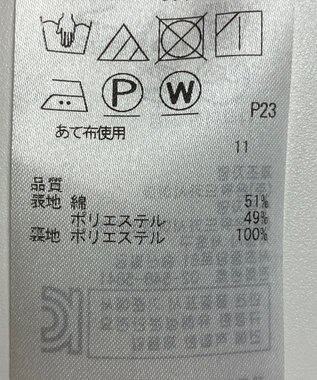 P W
P23
あて布使用
11
品質
表地 綿 51%
ポリエステル 49%
裏地 ポリエステル 100%